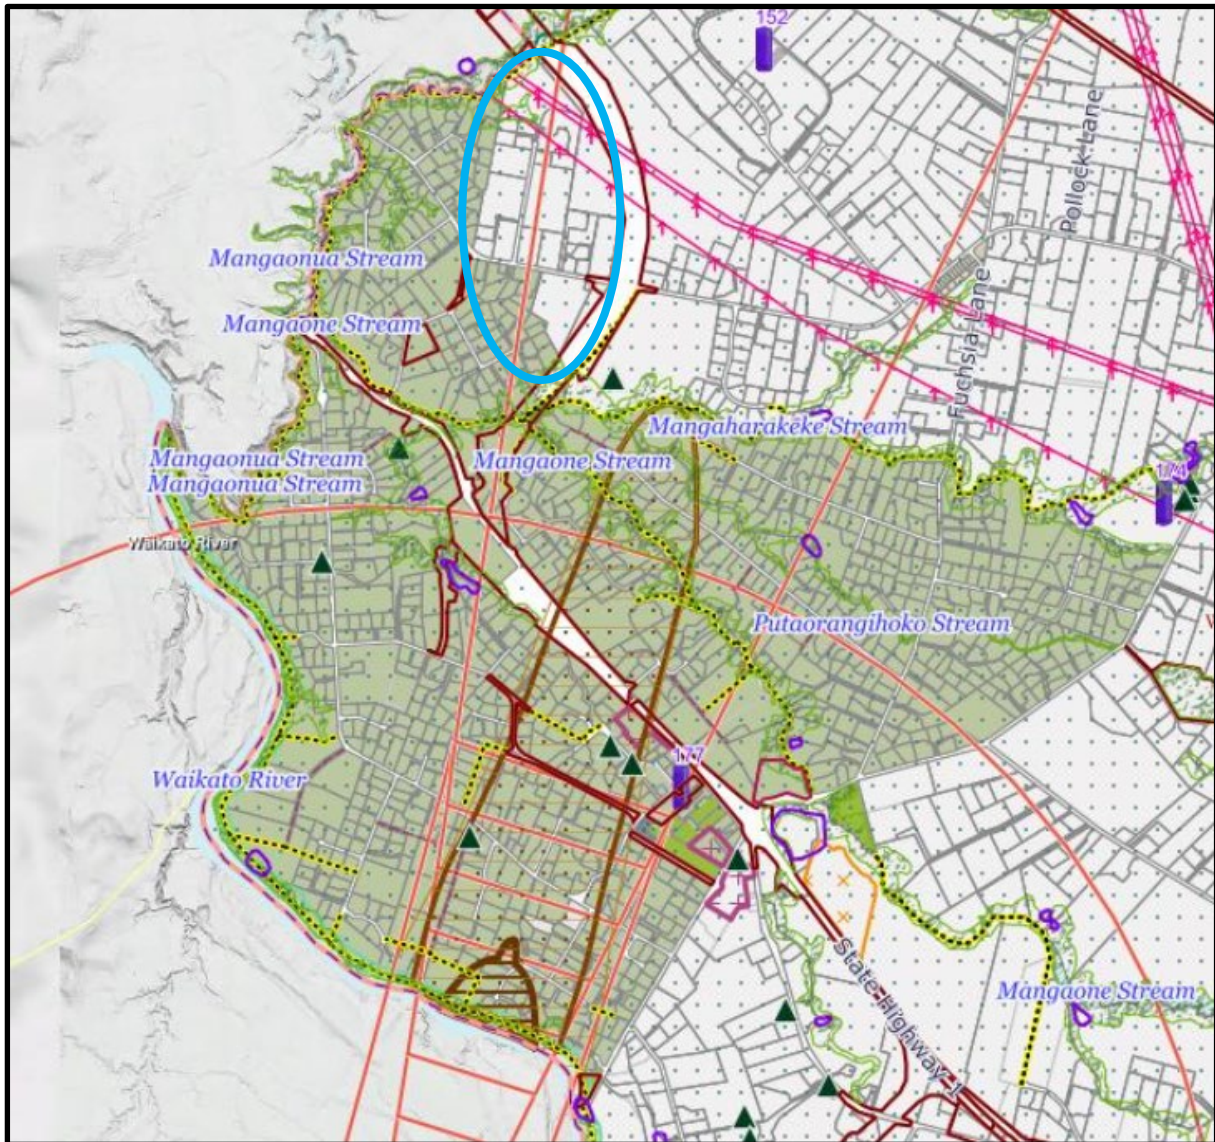 152
Pollock Lane
Mangaonua Stream
Fuchsia Lane
Mangaone Stream
Mangaharakeke Stream
Mangaonua Stream
Mangaone Stream
174
Mangaonua Stream
Waikato River
Putaorangihoko Stream
177
Waikato River
State Highway 1
Mangaone Stream